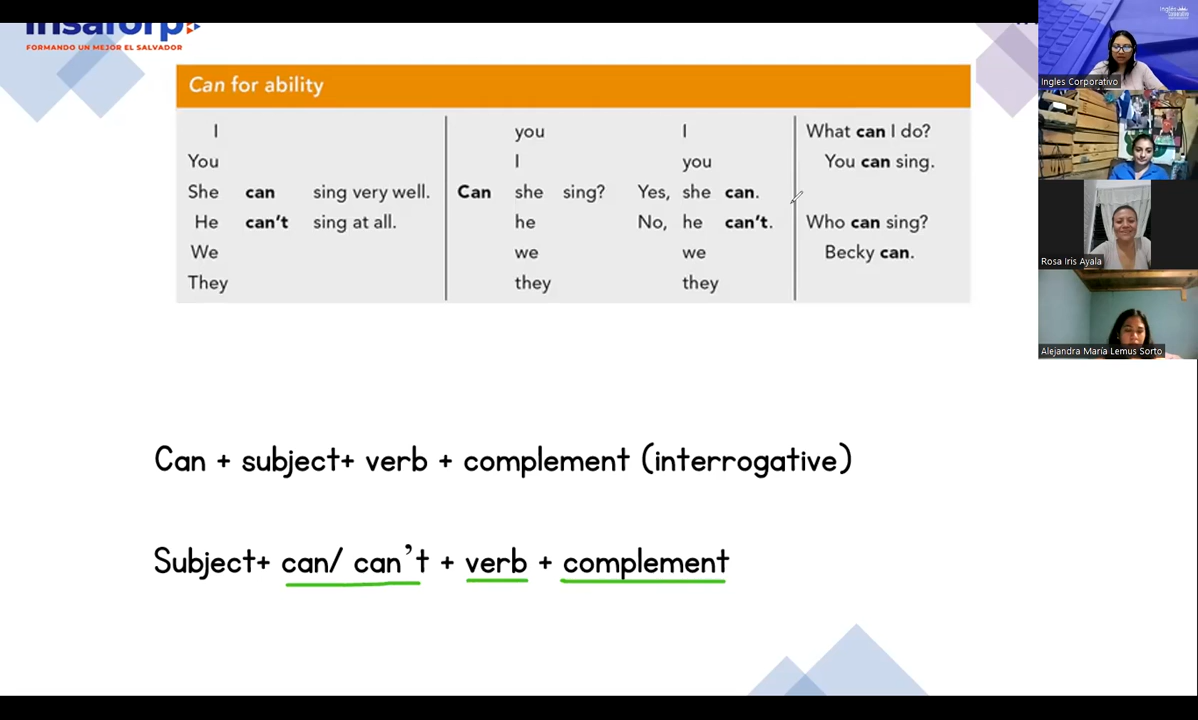 insaforp
FORMANDO UN MEJOR EL SALVADOR
Can for ability
I you I What can I do?
You I you You can sing.
She can sing very well. Can she sing? Yes, she can.
He can't sing at all. he No, he can't. Who can sing?
We we we Becky can.
They they they
Can + subject+ verb + complement (interrogative)
Subject+ can/ can't + verb + complement
Inglés
Ingles Corporativo
Rosa Iris Ayala
Alejandra María Lemus Sorto